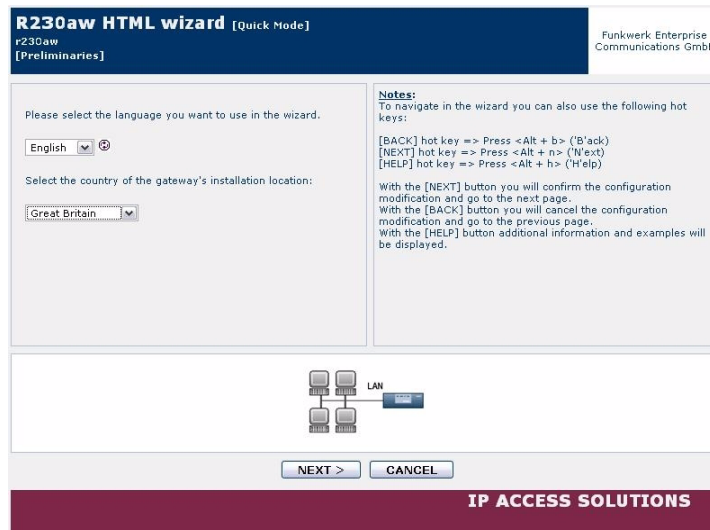 R230aw HTML wizard [Quick Mode]
r230aw
[Preliminaries]
Funkwerk Enterprise
Communications Gmb
Please select the language you want to use in the wizard.
English
Select the country of the gateway's installation location:
Great Britain
Notes:
To navigate in the wizard you can also use the following hot
keys:
[BACK] hot key => Press <Alt + b> ('B'ack)
[NEXT] hot key => Press <Alt + n> ('N'ext)
[HELP] hot key => Press <Alt + h> ('H'elp)
With the [NEXT] button you will confirm the configuration
modification and go to the next page.
With the [BACK] button you will cancel the configuration
modification and go to the previous page.
With the [HELP] button additional information and examples will
be displayed.
LAN
NEXT >
CANCEL
IP ACCESS SOLUTIONS